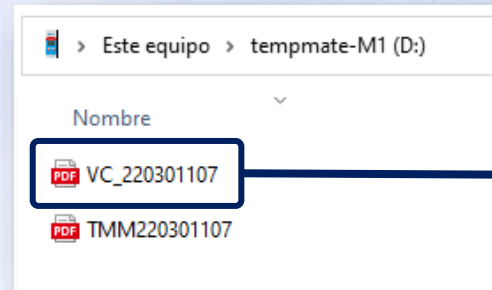 > Este equipo > tempmate-M1 (D:)
Nombre
PDF VC_220301107
PDF TMM220301107